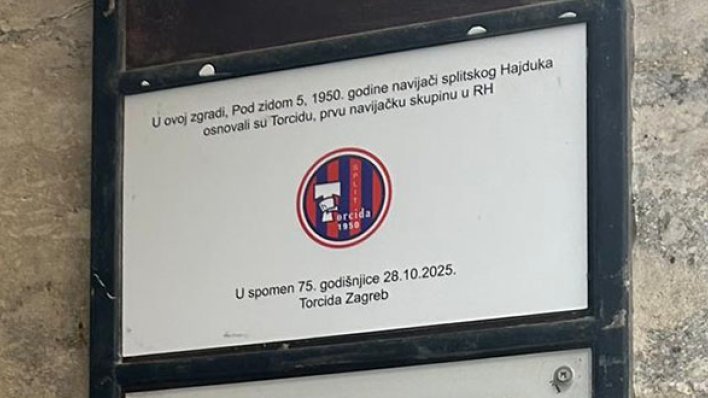 U ovoj zgradi, Pod zidom 5, 1950. godine navijači splitskog Hajduka
osnovali su Torcidu, prvu navijačku skupinu u RH
SPLIT
Torcida
1950
U spomen 75. godišnjice 28.10.2025.
Torcida Zagreb